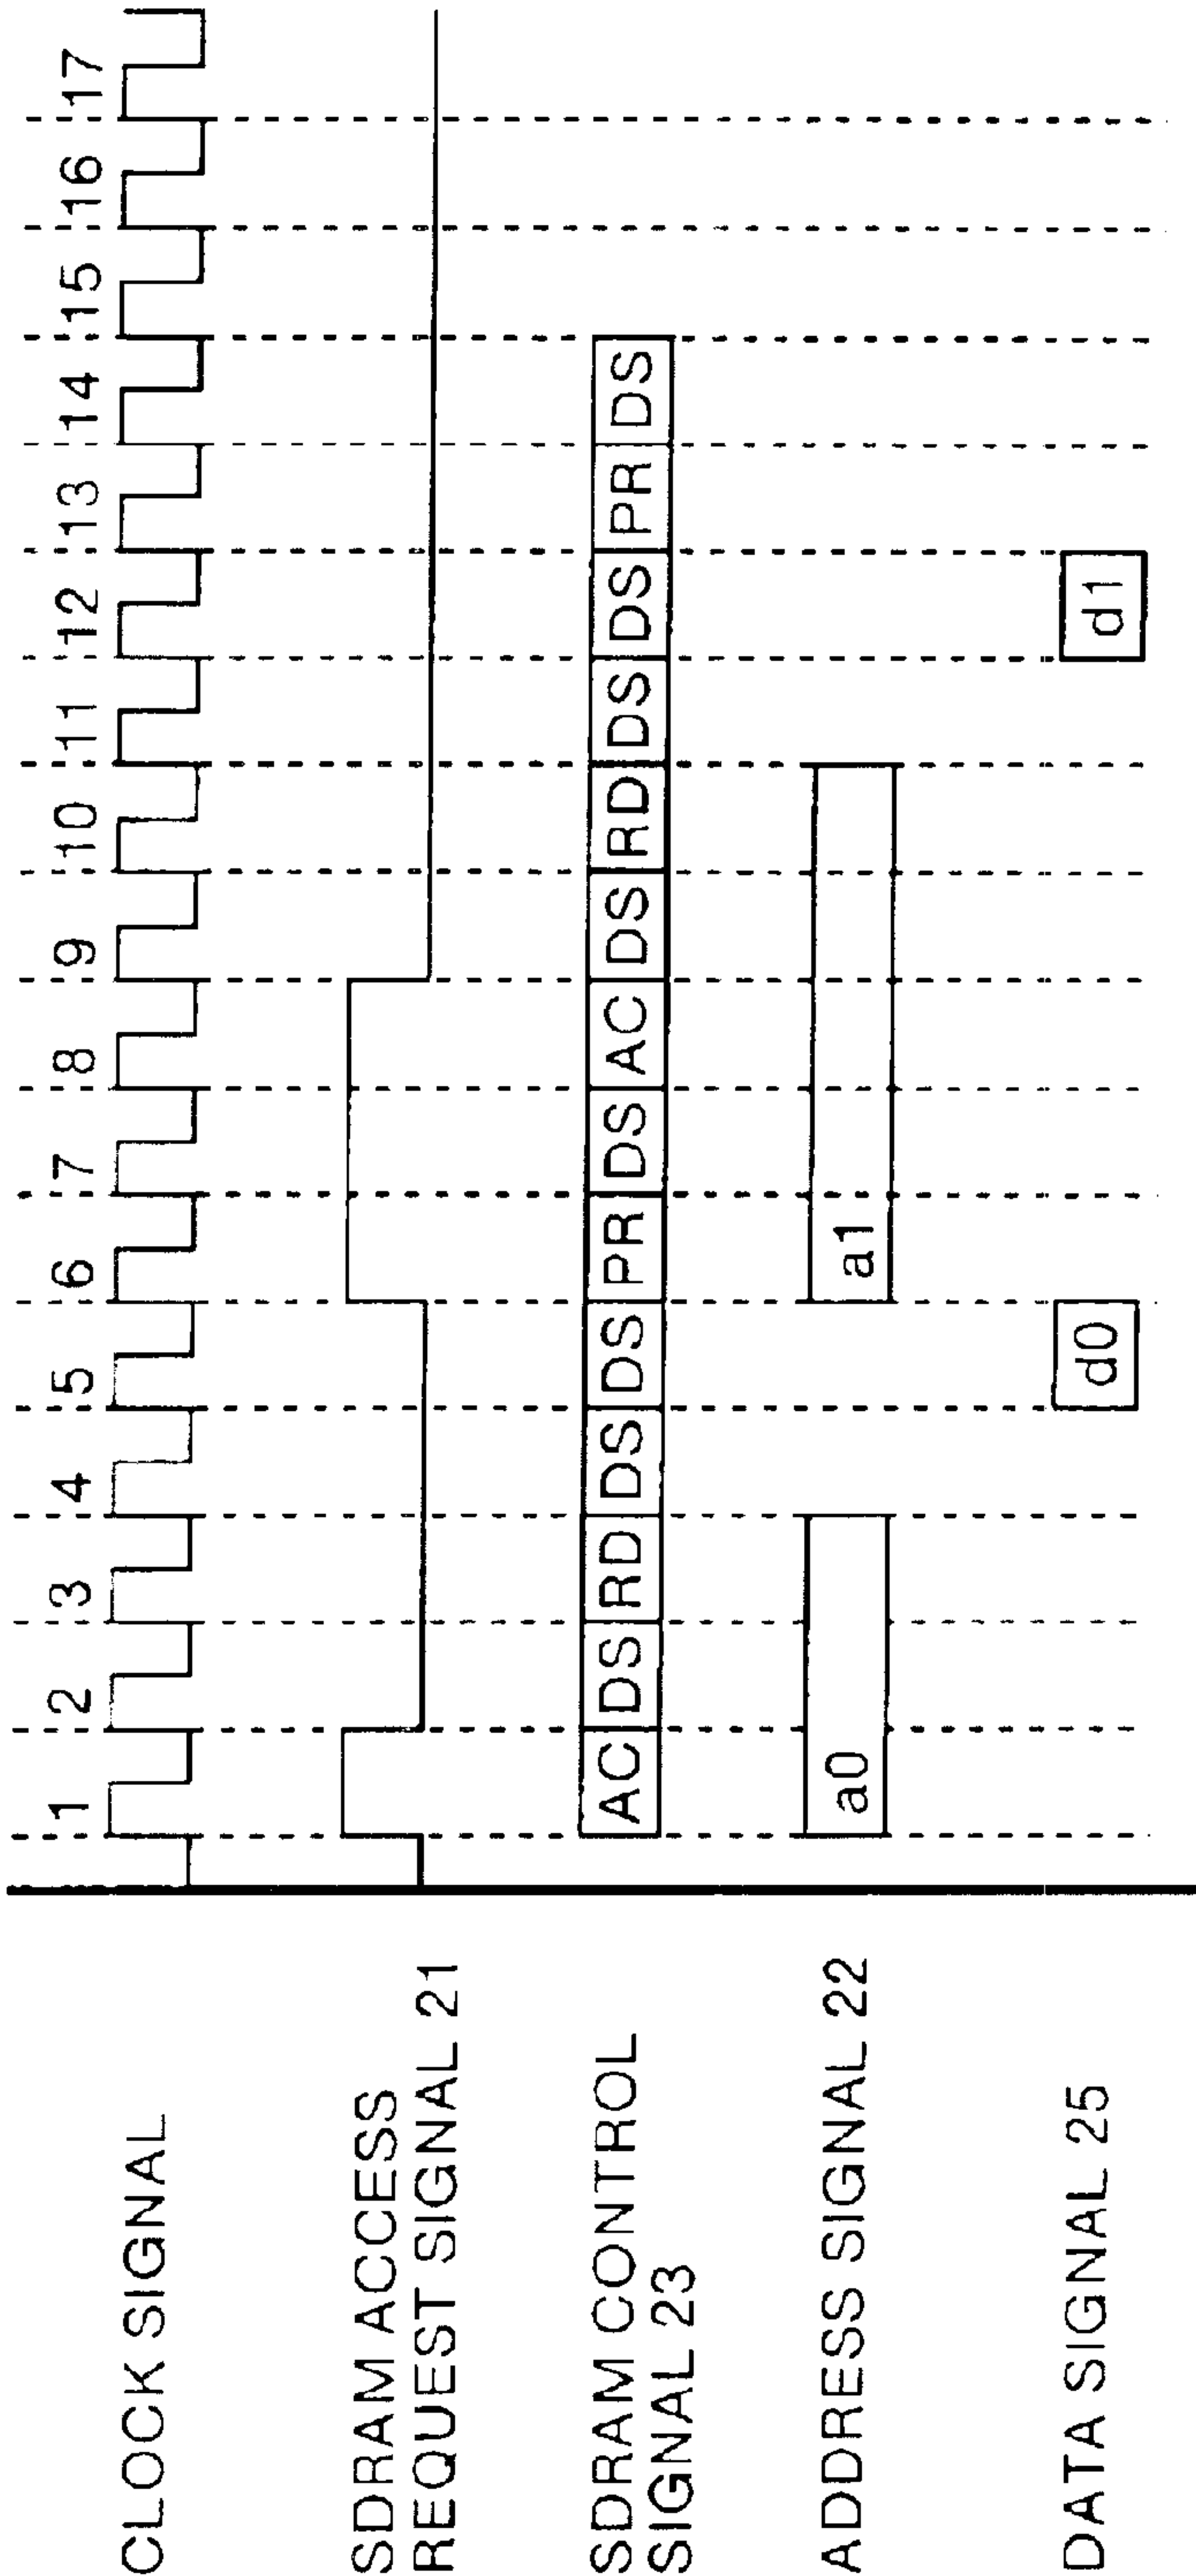 CLOCK SIGNAL
1 2 3 4 5 6 7 8 9 10 11 12 13 14 15 16 17
SDRAM ACCESS
REQUEST SIGNAL 21
SDRAM CONTROL
SIGNAL 23
AC DS RD DS DS PR DS AC DS RD DS DS PR DS
ADDRESS SIGNAL 22
a0 a1
DATA SIGNAL 25
d0 d1